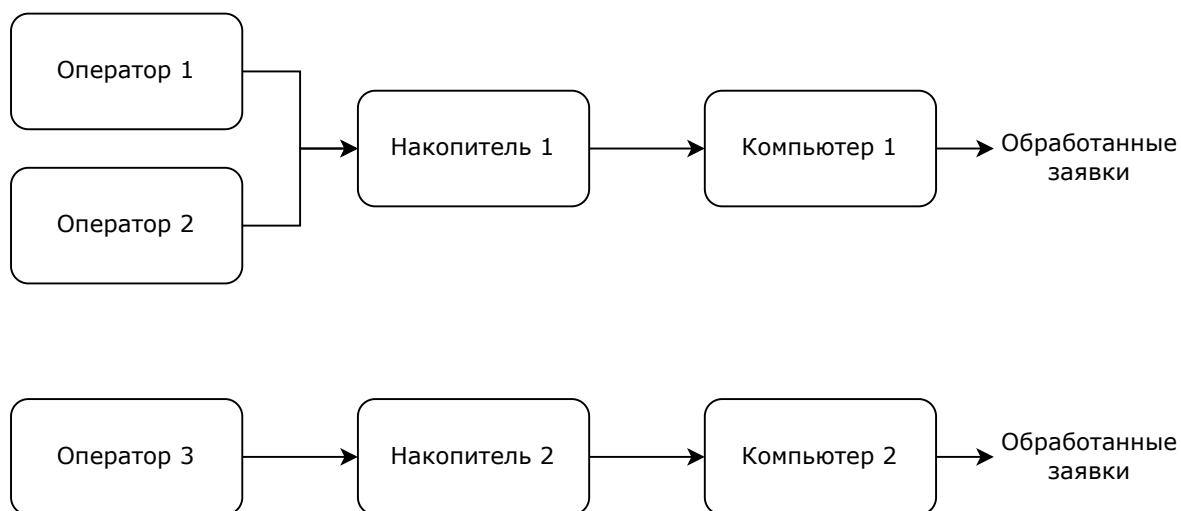 Оператор 1
Оператор 2
Накопитель 1
Компьютер 1
Обработанные
заявки
Оператор 3
Накопитель 2
Компьютер 2
Обработанные
заявки